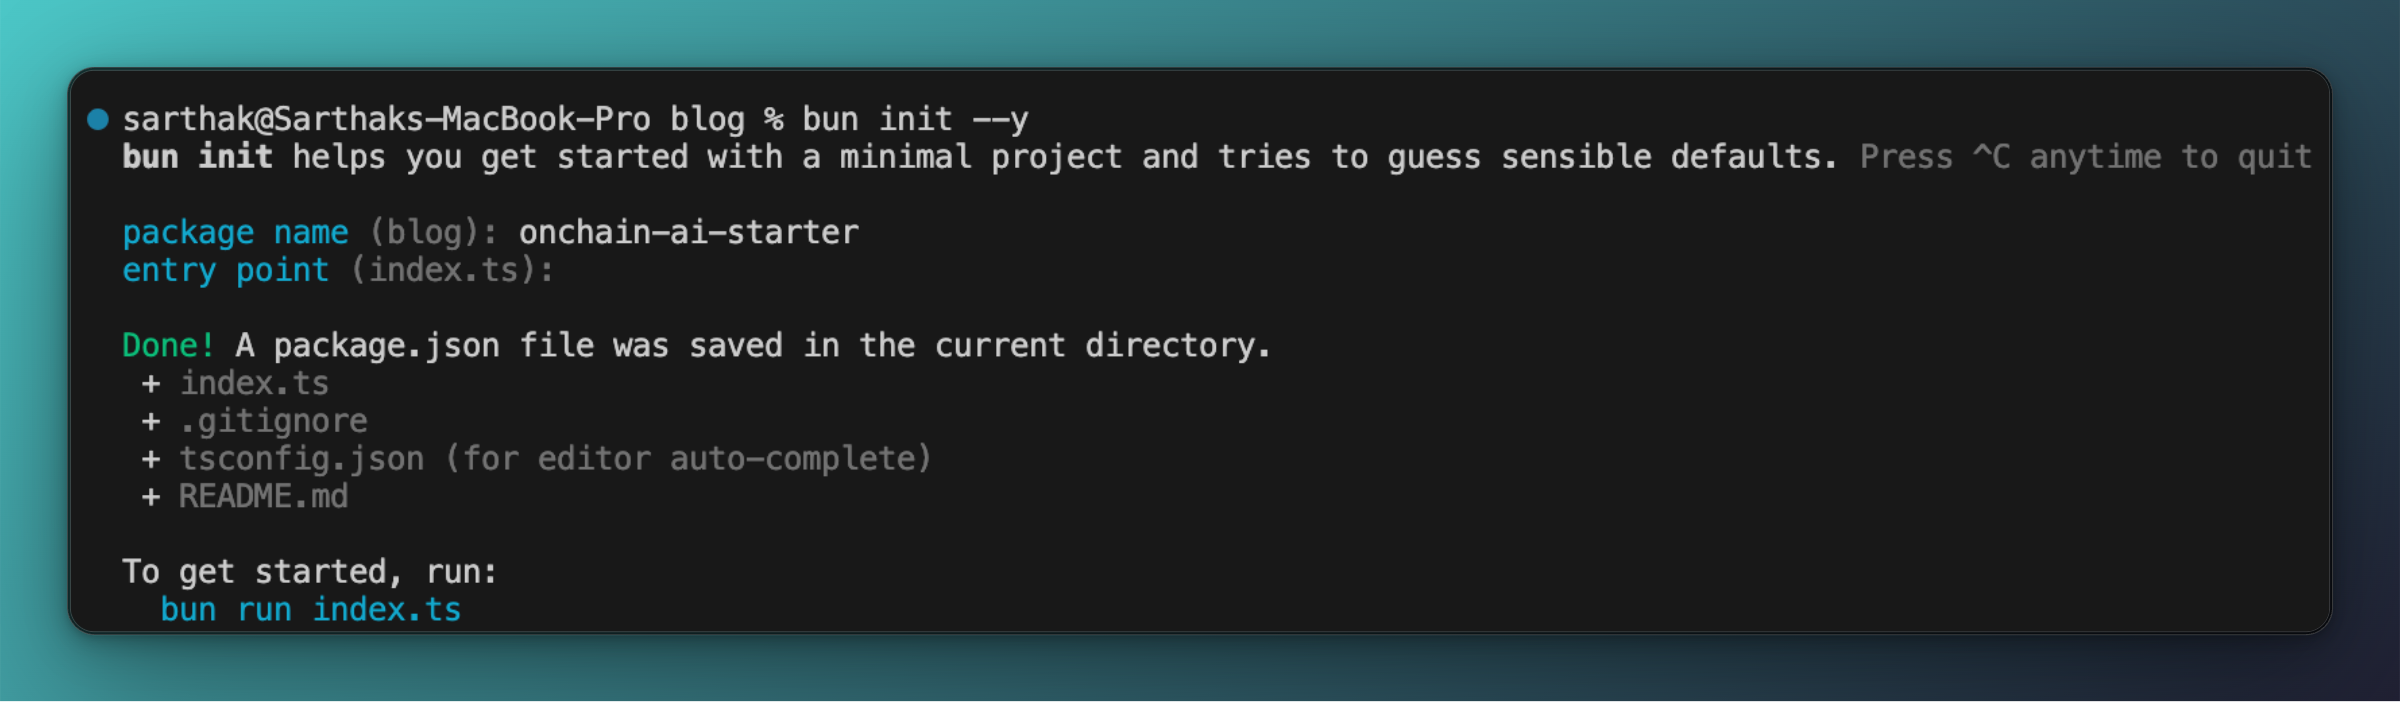 sarthak@Sarthaks-MacBook-Pro blog % bun init --y
bun init helps you get started with a minimal project and tries to guess sensible defaults. Press ^C anytime to quit
package name (blog): onchain-ai-starter
entry point (index.ts):
Done! A package.json file was saved in the current directory.
+ index.ts
+ .gitignore
+ tsconfig.json (for editor auto-complete)
+ README.md
To get started, run:
bun run index.ts